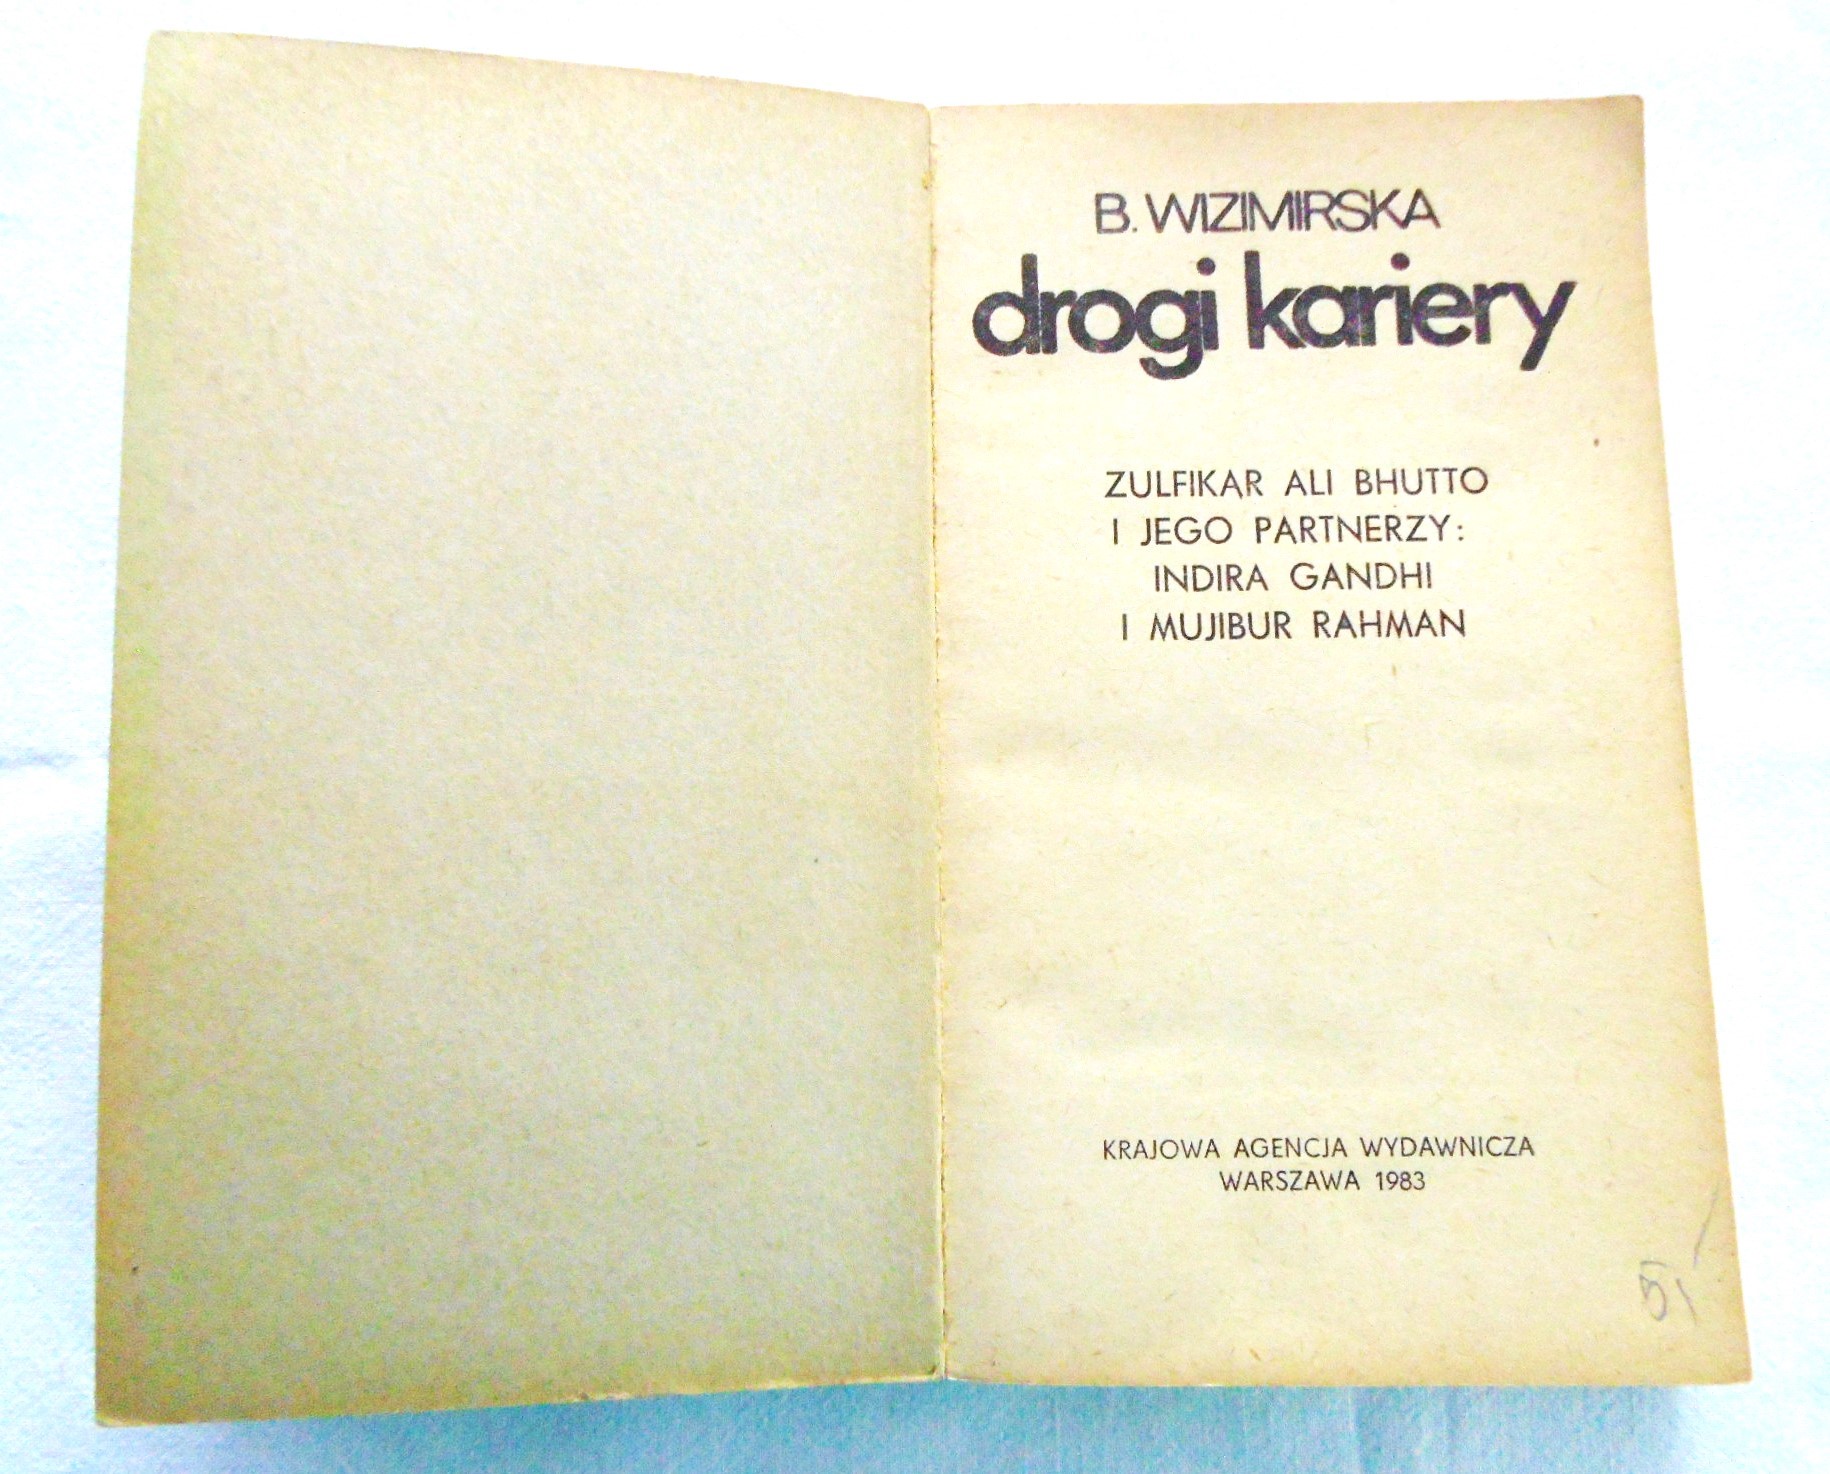 B. WIZIMIRSKA
drogi kariery
ZULFIKAR ALI BHUTTO
I JEGO PARTNERZY:
INDIRA GANDHI
I MUJIBUR RAHMAN
KRAJOWA AGENCJA WYDAWNICZA
WARSZAWA 1983